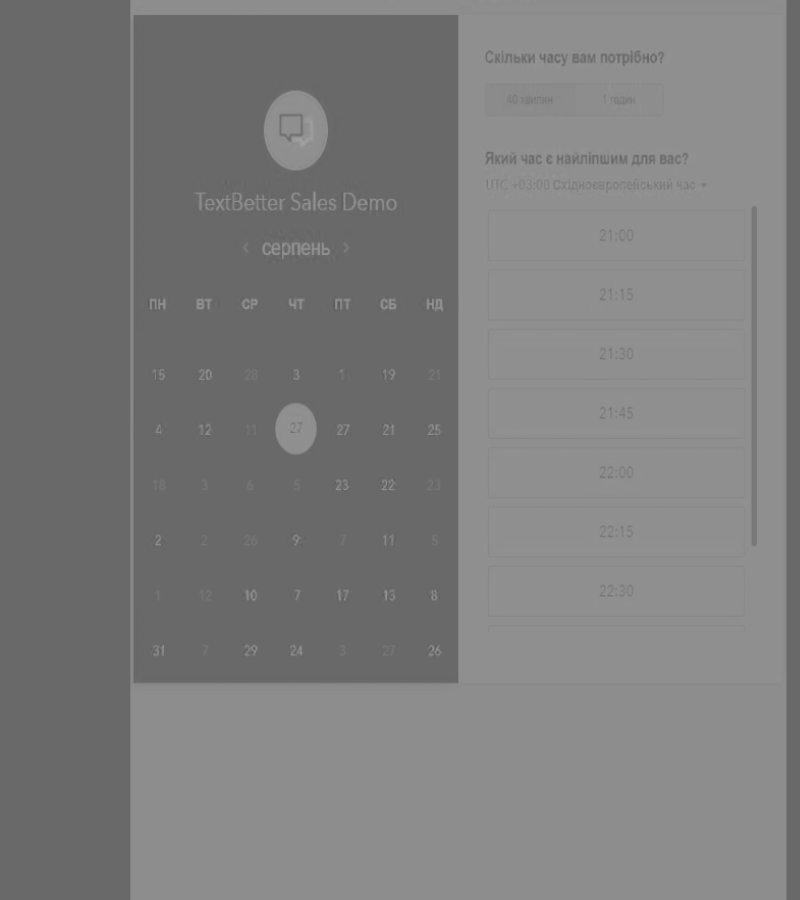 TextBetter Sales Demo
серпень
ПН ВТ СР ЧТ ПТ СБ НД
15 20 28 3 1 19 21
4 12 11 27 27 21 25
18 3 6 5 23 22 23
2 2 26 9 7 11 5
1 12 10 7 17 13 8
31 7 29 24 3 27 26
Скільки часу вам потрібно?
40 хвилин 1 годин
Який час є найліпшим для вас?
UTC +03:00 Східноєвропейський час
21:00
21:15
21:30
21:45
22:00
22:15
22:30